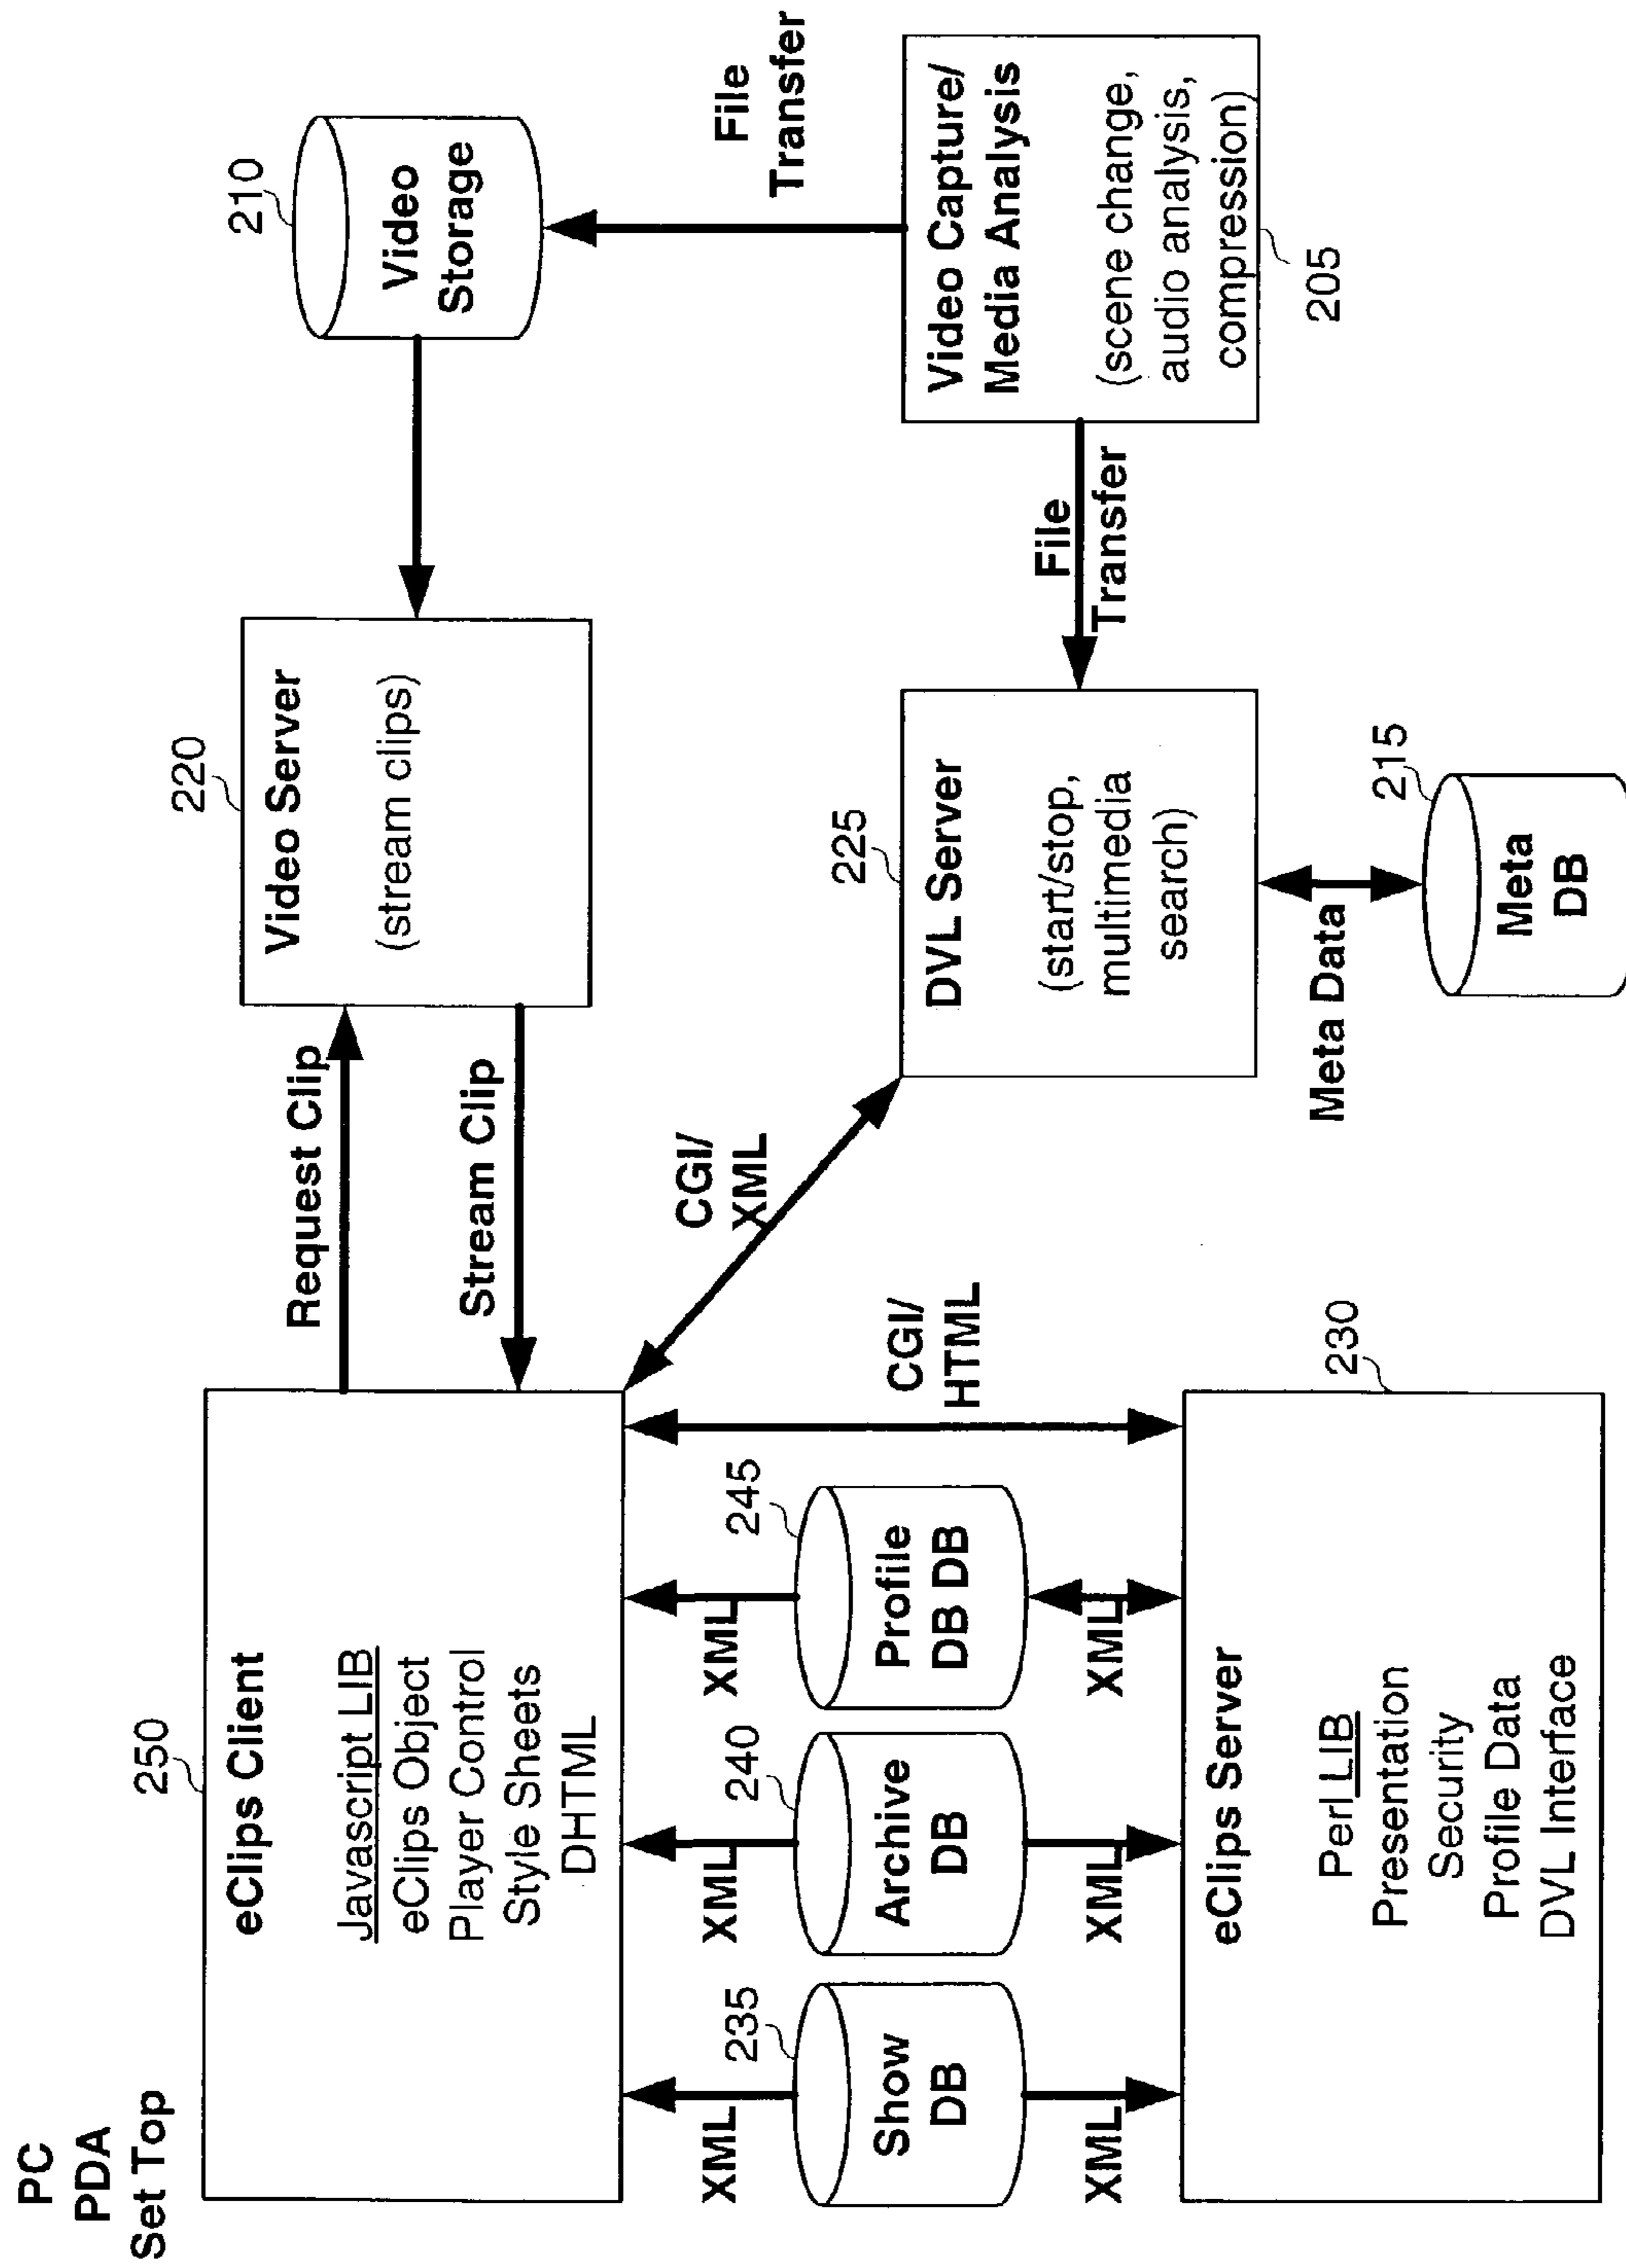 PC
PDA
Set Top
250
eClips Client
Javascript LIB
eClips Object
Player Control
Style Sheets
DHTML
Request Clip
Stream Clip
220
Video Server
(stream clips)
210
Video
Storage
File
Transfer
CGI/
XML
XML
XML
XML
235
Show
DB
240
Archive
DB
245
Profile
DB DB
XML
XML
XML
CGI/
HTML
225
DVL Server
(start/stop,
multimedia
search)
File
Transfer
Video Capture/
Media Analysis
(scene change,
audio analysis,
compression)
205
230
eClips Server
Perl LIB
Presentation
Security
Profile Data
DVL Interface
Meta Data
215
Meta
DB